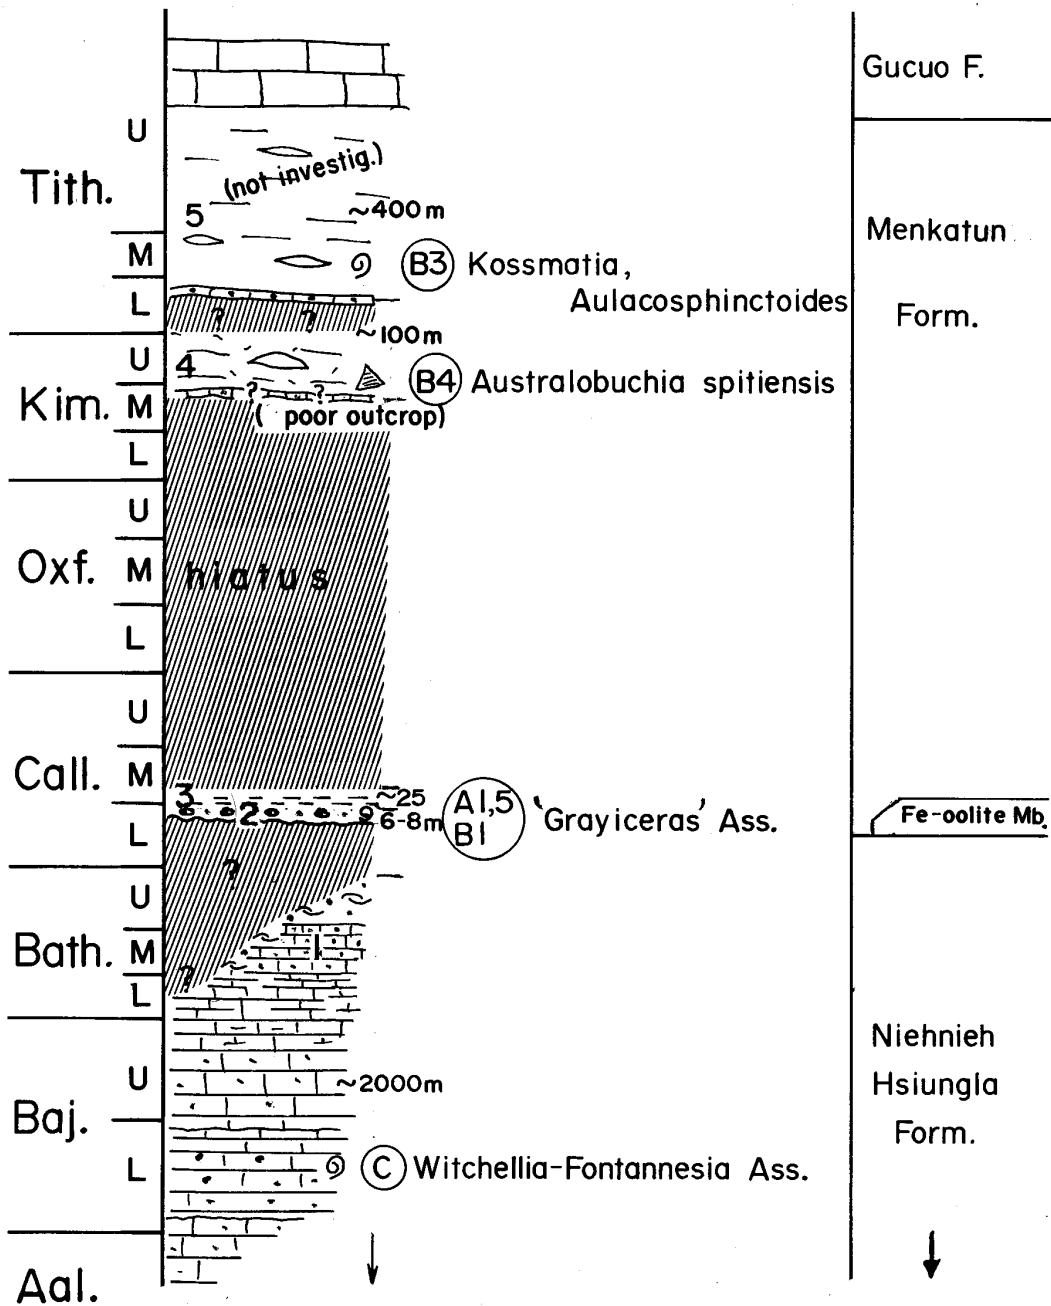 Gucuo F.
U
Tith.
(not investig.)
5
~400m
Menkatun
M
B3 Kossmatia,
Aulacosphinctoides
L
Form.
? ?
~100m
U
4
B4 Australobuchia spitiensis
Kim.
M
? ?
( poor outcrop)
L
U
Oxf.
M
hiatus
L
U
Call.
M
3
~25
2
6-8m
A1,5
B1
'Grayiceras' Ass.
Fe-oolite Mb.
L
?
U
Bath.
M
1
?
L
Niehnieh
U
~2000m
Hsiungla
Baj.
Form.
L
C Witchellia-Fontannesia Ass.
Aal.